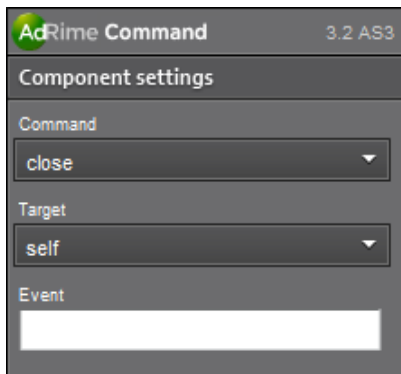 AdRime Command 3.2 AS3
Component settings
Command
close
Target
self
Event